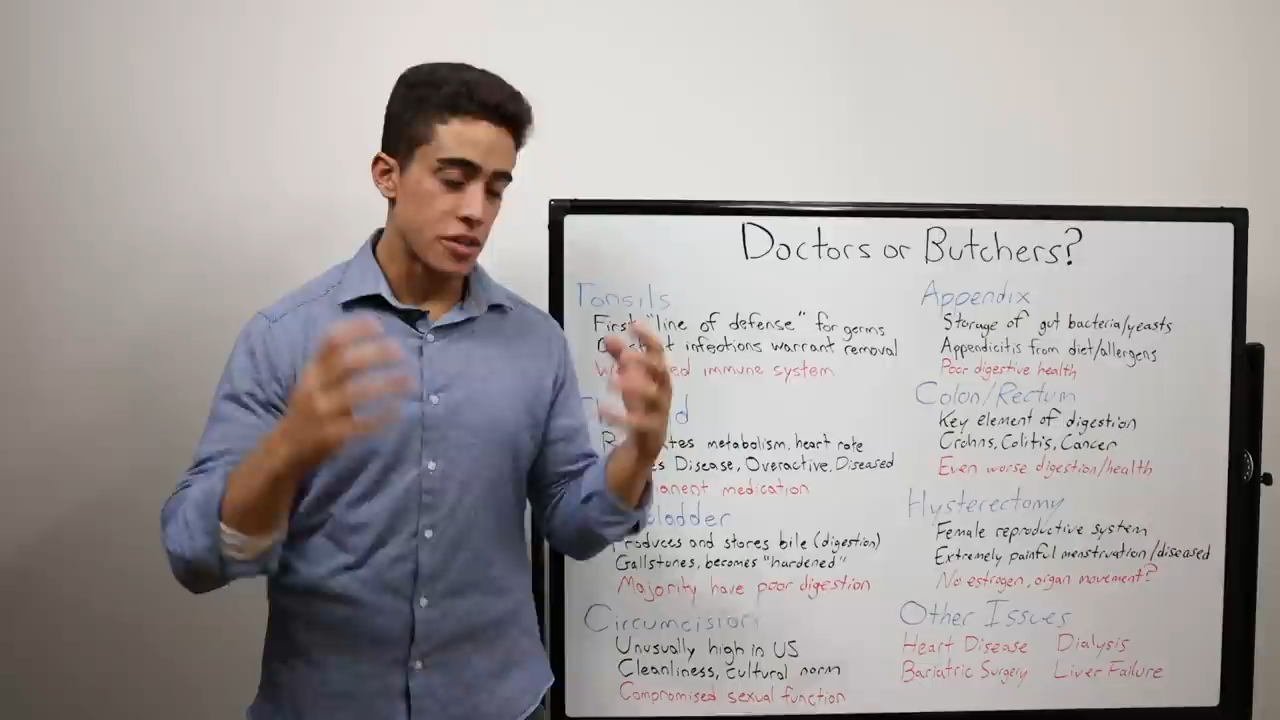 Doctors or Butchers?
Tonsils
First "line of defense" for germs
infections warrant removal
immune system
metabolism, heart rate
Disease, Overactive, Diseased
medication
Produces and stores bile (digestion)
Gallstones, becomes "hardened"
Majority have poor digestion
Circumcision
Unusually high in US
Cleanliness, cultural norm
Compromised sexual function
Appendix
Storage of gut bacteria/yeasts
Appendicitis from diet/allergens
Poor digestive health
Colon/Rectum
Key element of digestion
Crohns, Colitis, Cancer
Even worse digestion/health
Hysterectomy
Female reproductive system
Extremely painful menstruation/diseased
No estrogen, organ movement?
Other Issues
Heart Disease Dialysis
Bariatric Surgery Liver Failure